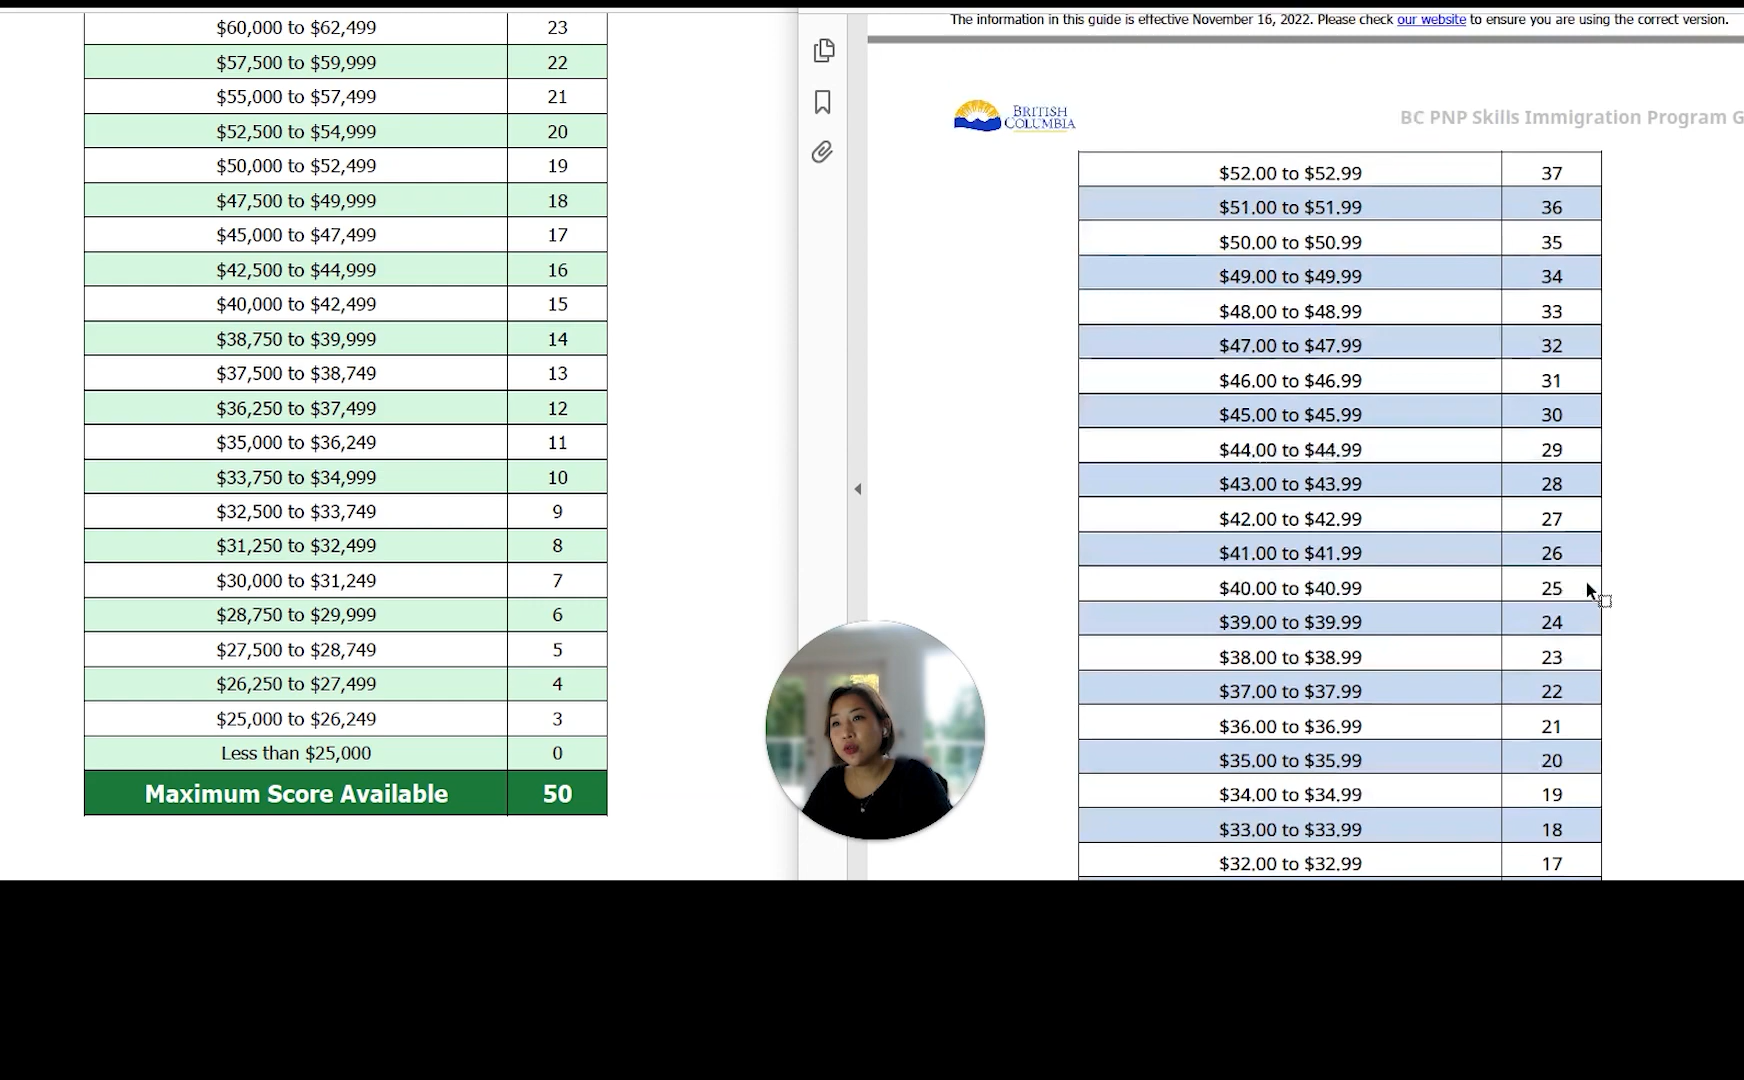 $60,000 to $62,499 23
$57,500 to $59,999 22
$55,000 to $57,499 21
$52,500 to $54,999 20
$50,000 to $52,499 19
$47,500 to $49,999 18
$45,000 to $47,499 17
$42,500 to $44,999 16
$40,000 to $42,499 15
$38,750 to $39,999 14
$37,500 to $38,749 13
$36,250 to $37,499 12
$35,000 to $36,249 11
$33,750 to $34,999 10
$32,500 to $33,749 9
$31,250 to $32,499 8
$30,000 to $31,249 7
$28,750 to $29,999 6
$27,500 to $28,749 5
$26,250 to $27,499 4
$25,000 to $26,249 3
Less than $25,000 0
Maximum Score Available 50
The information in this guide is effective November 16, 2022. Please check our website to ensure you are using the correct version.
BRITISH
COLUMBIA
BC PNP Skills Immigration Program G
$52.00 to $52.99 37
$51.00 to $51.99 36
$50.00 to $50.99 35
$49.00 to $49.99 34
$48.00 to $48.99 33
$47.00 to $47.99 32
$46.00 to $46.99 31
$45.00 to $45.99 30
$44.00 to $44.99 29
$43.00 to $43.99 28
$42.00 to $42.99 27
$41.00 to $41.99 26
$40.00 to $40.99 25
$39.00 to $39.99 24
$38.00 to $38.99 23
$37.00 to $37.99 22
$36.00 to $36.99 21
$35.00 to $35.99 20
$34.00 to $34.99 19
$33.00 to $33.99 18
$32.00 to $32.99 17